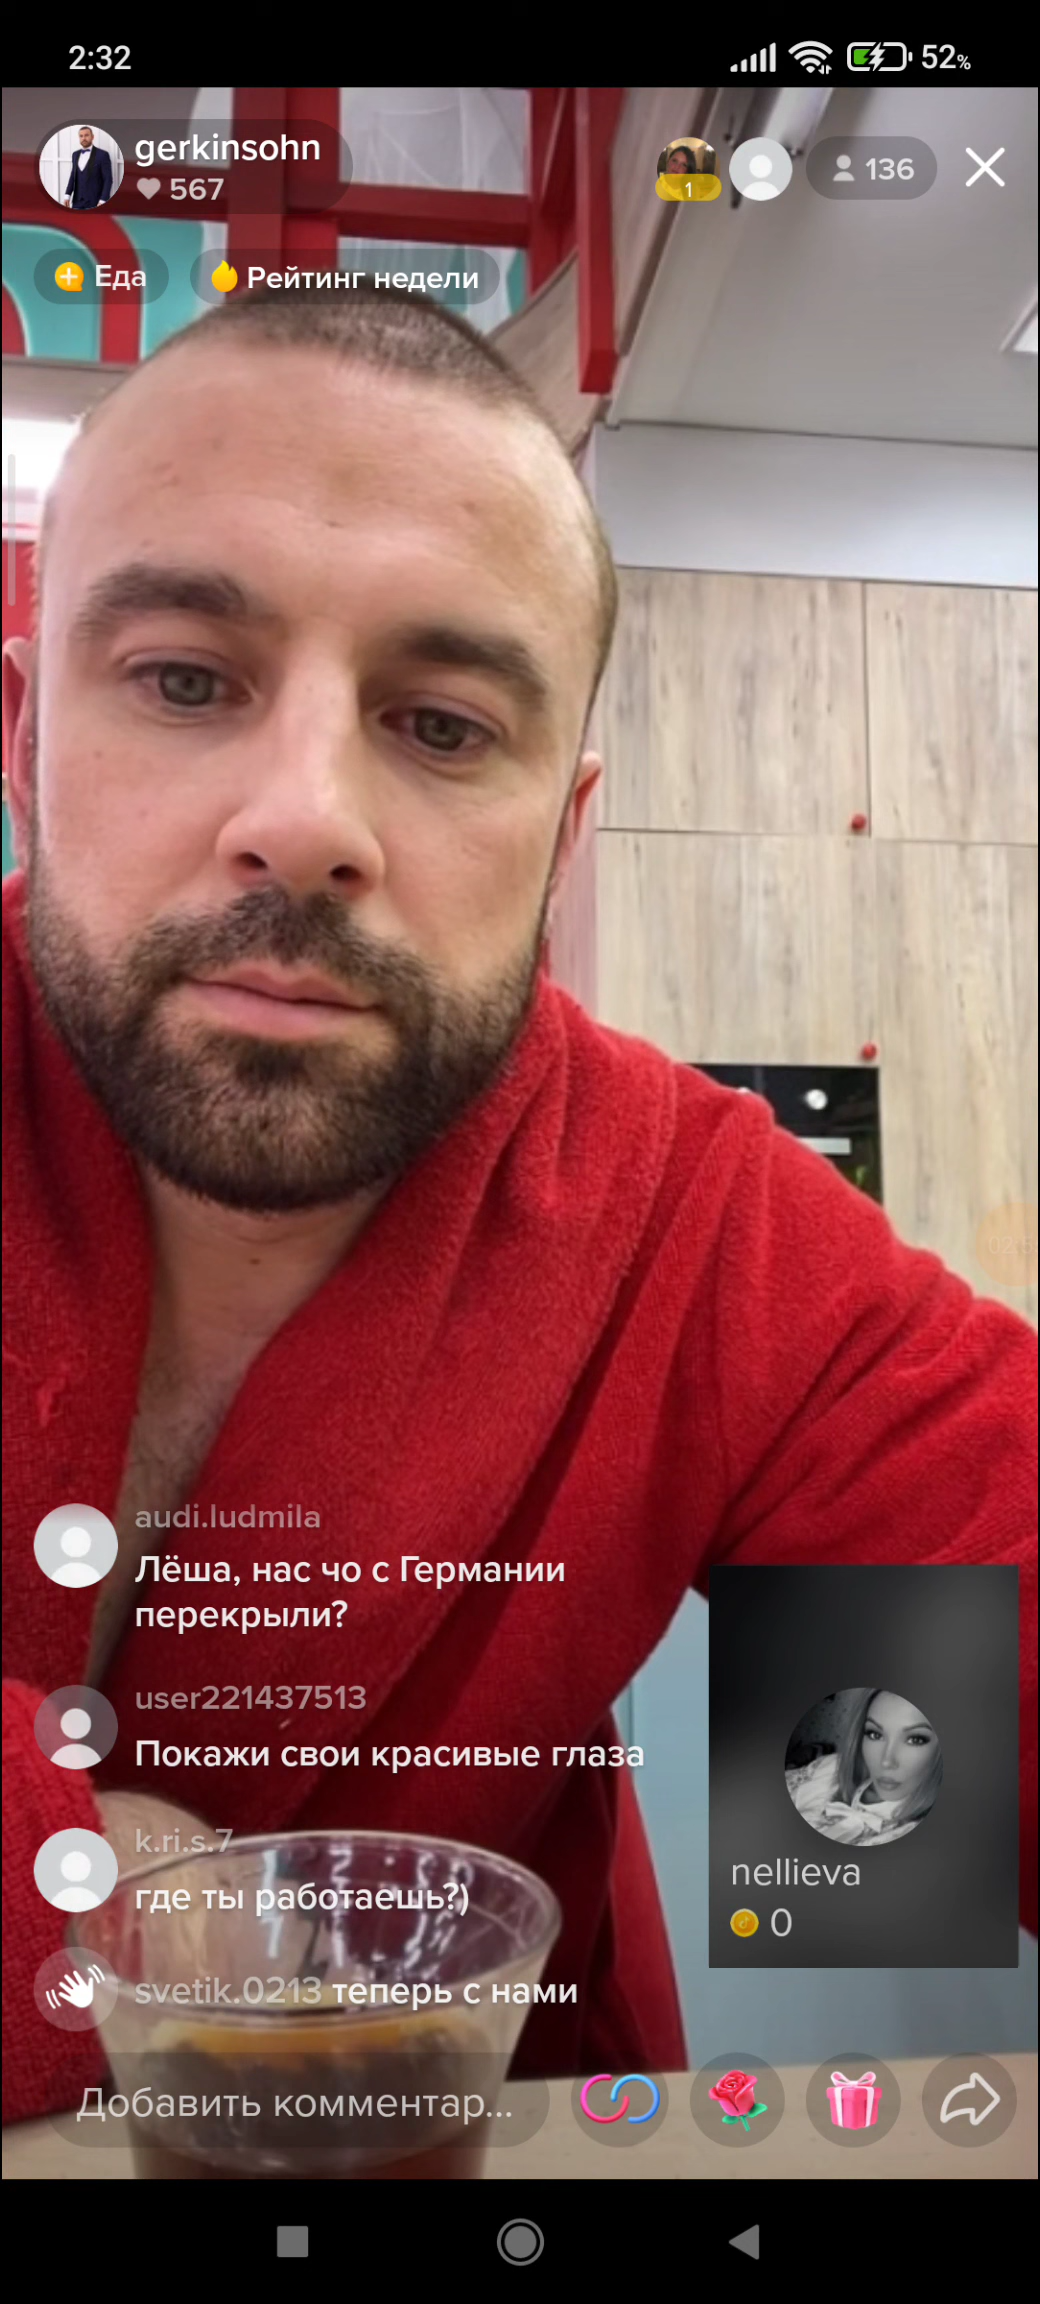 2:32
52%
gerkinsohn
567
1
136
Еда
Рейтинг недели
audi.ludmila
Лёша, нас чо с Германии
перекрыли?
user221437513
Покажи свои красивые глаза
k.ri.s.7
где ты работаешь?)
nellieva
0
svetik.0213 теперь с нами
Добавить комментар...